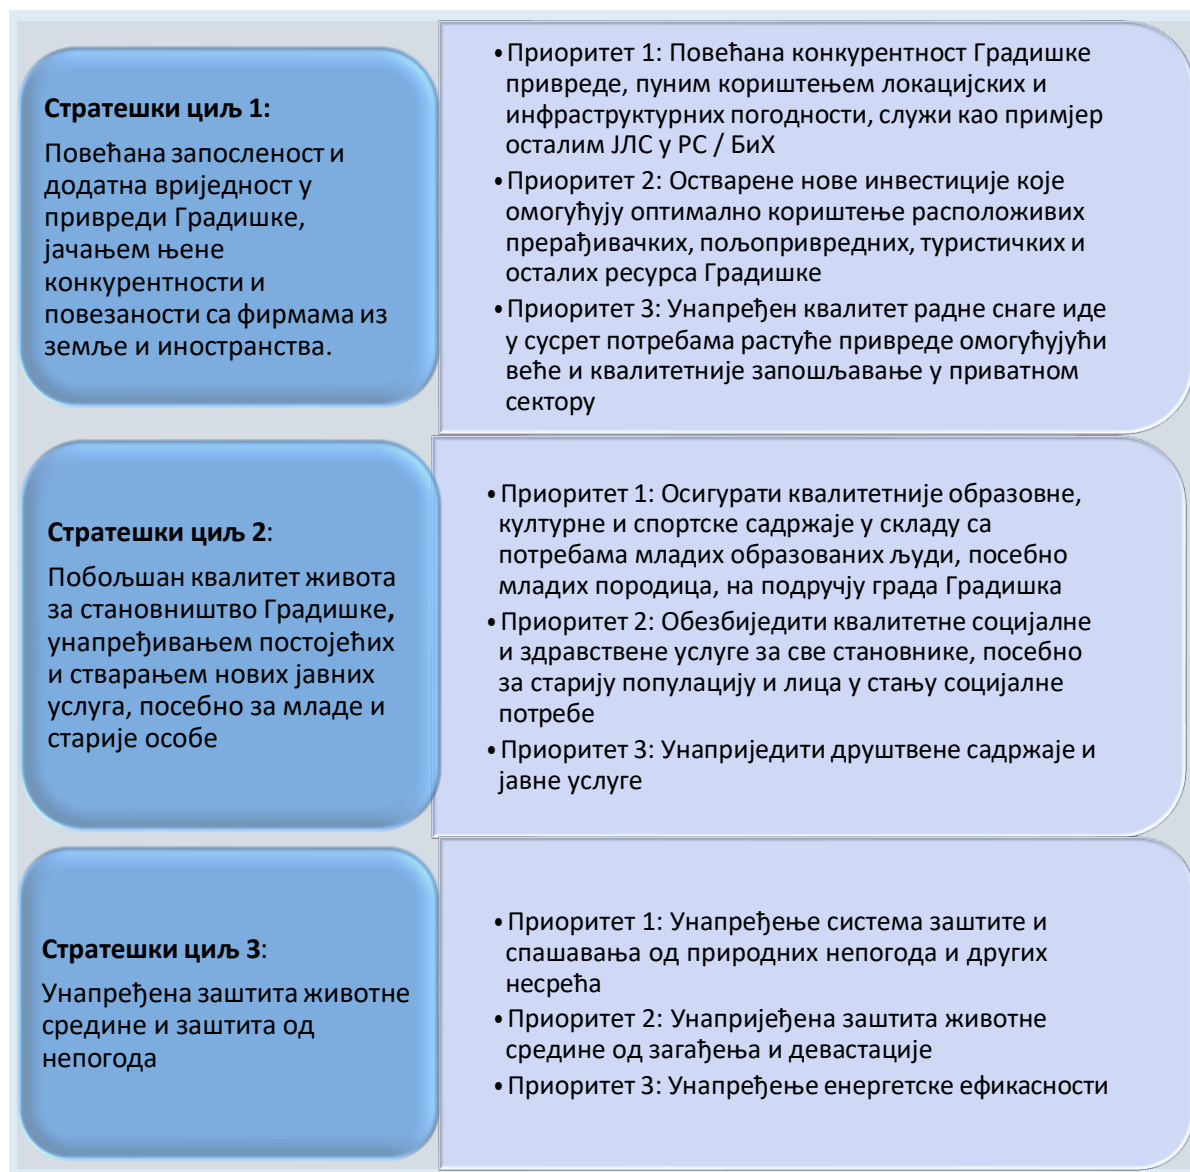 Стратешки циљ 1:
Повећана запосленост и
додатна вриједност у
привреди Градишке,
јачањем њене
конкурентности и
повезаности са фирмама из
земље и иностранства.
•Приоритет 1: Повећана конкурентност Градишке
привреде, пуним кориштењем локацијских и
инфраструктурних погодности, служи као примјер
осталим ЈЛС у РС / БиХ
•Приоритет 2: Остварене нове инвестиције које
омогућују оптимално кориштење расположивих
прерађивачких, пољопривредних, туристичких и
осталих ресурса Градишке
•Приоритет 3: Унапређен квалитет радне снаге иде
у сусрет потребама растуће привреде омогућујући
веће и квалитетније запошљавање у приватном
сектору
Стратешки циљ 2:
Побољшан квалитет живота
за становништво Градишке,
унапређивањем постојећих
и стварањем нових јавних
услуга, посебно за младе и
старије особе
•Приоритет 1: Осигурати квалитетније образовне,
културне и спортске садржаје у складу са
потребама младих образованих људи, посебно
младих породица, на подручју града Градишка
•Приоритет 2: Обезбиједити квалитетне социјалне
и здравствене услуге за све становнике, посебно
за старију популацију и лица у стању социјалне
потребе
•Приоритет 3: Унаприједити друштвене садржаје и
јавне услуге
Стратешки циљ 3:
Унапређена заштита животне
средине и заштита од
непогода
•Приоритет 1: Унапређење система заштите и
спашавања од природних непогода и других
несрећа
•Приоритет 2: Унапријеђена заштита животне
средине од загађења и девастације
•Приоритет 3: Унапређење енергетске ефикасности